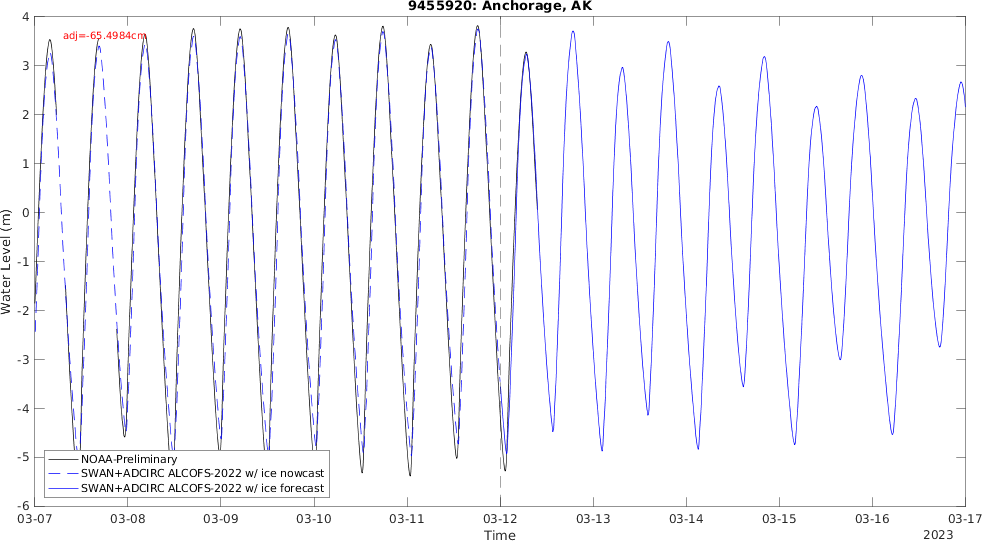 9455920: Anchorage, AK
adj=-65.4984cm
4
3
2
1
0
-1
-2
-3
-4
-5
-6
Water Level (m)
NOAA-Preliminary
SWAN+ADCIRC ALCOFS-2022 w/ ice nowcast
SWAN+ADCIRC ALCOFS-2022 w/ ice forecast
03-07 03-08 03-09 03-10 03-11 03-12 03-13 03-14 03-15 03-16 03-17
Time
2023